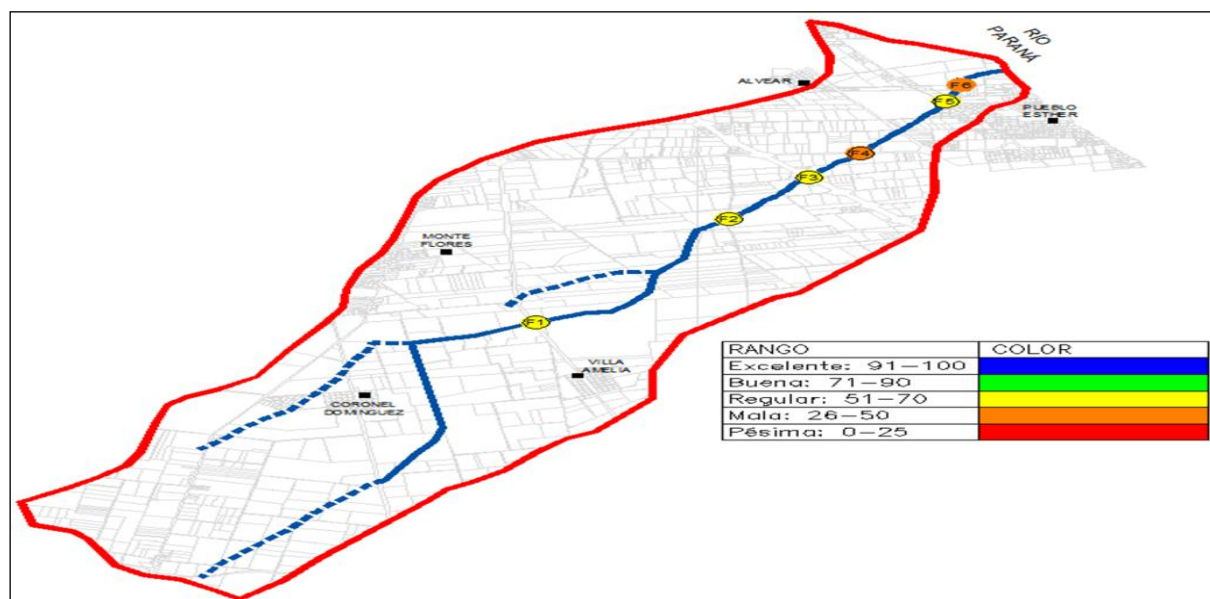 RÍO
PARANÁ
ALVEAR
F6
F5
PUEBLO
ESTHER
F4
F3
F2
MONTE
FLORES
F1
VILLA
AMELIA
CORONEL
DOMINGUEZ
RANGO COLOR
Excelente: 91–100
Buena: 71–90
Regular: 51–70
Mala: 26–50
Pésima: 0–25